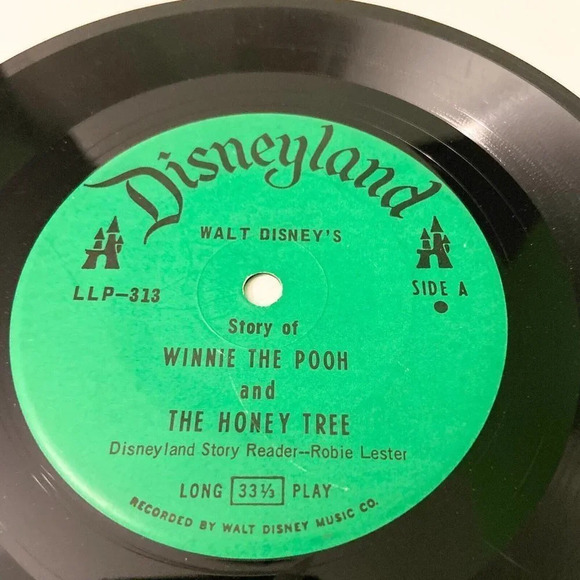 Disneyland
WALT DISNEY'S
LLP-313
SIDE A
Story of
WINNIE THE POOH
and
THE HONEY TREE
Disneyland Story Reader--Robie Lester
LONG 33⅓ PLAY
RECORDED BY WALT DISNEY MUSIC CO.